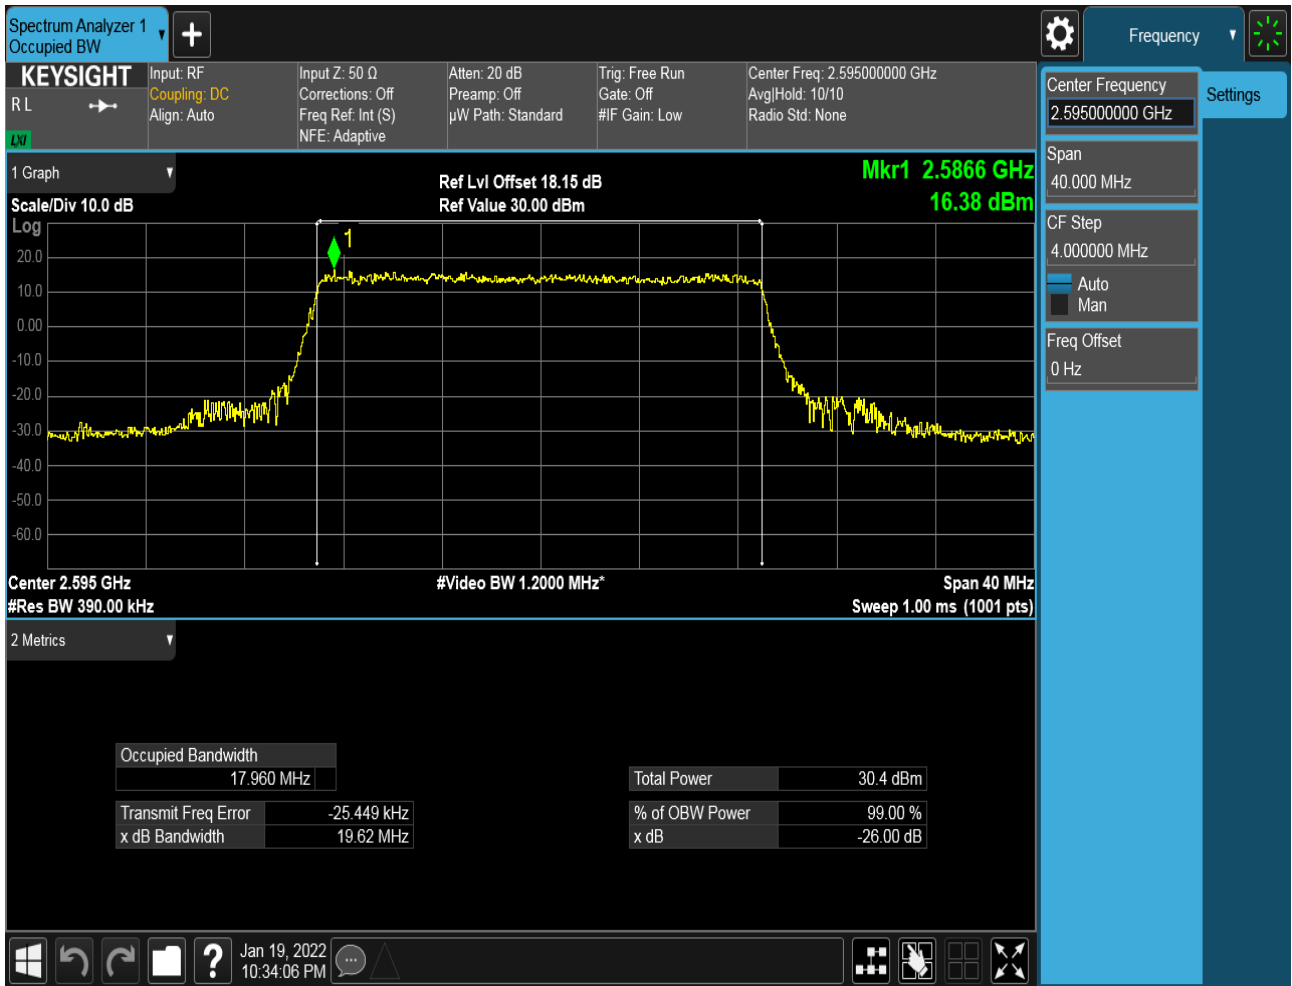 Spectrum Analyzer 1
Occupied BW
+
Frequency
KEYSIGHT
R L
LXI
Input: RF
Coupling: DC
Align: Auto
Input Z: 50 Ω
Corrections: Off
Freq Ref: Int (S)
NFE: Adaptive
Atten: 20 dB
Preamp: Off
µW Path: Standard
Trig: Free Run
Gate: Off
#IF Gain: Low
Center Freq: 2.595000000 GHz
Avg|Hold: 10/10
Radio Std: None
Center Frequency
2.595000000 GHz
Settings
Span
40.000 MHz
CF Step
4.000000 MHz
Auto
Man
Freq Offset
0 Hz
1 Graph
Scale/Div 10.0 dB
Ref Lvl Offset 18.15 dB
Ref Value 30.00 dBm
Mkr1 2.5866 GHz
16.38 dBm
Log
1
20.0
10.0
0.00
-10.0
-20.0
-30.0
-40.0
-50.0
-60.0
Center 2.595 GHz
#Video BW 1.2000 MHz*
Span 40 MHz
#Res BW 390.00 kHz
Sweep 1.00 ms (1001 pts)
2 Metrics
Occupied Bandwidth
17.960 MHz
Transmit Freq Error -25.449 kHz
x dB Bandwidth 19.62 MHz
Total Power 30.4 dBm
% of OBW Power 99.00 %
x dB -26.00 dB
?
Jan 19, 2022
10:34:06 PM